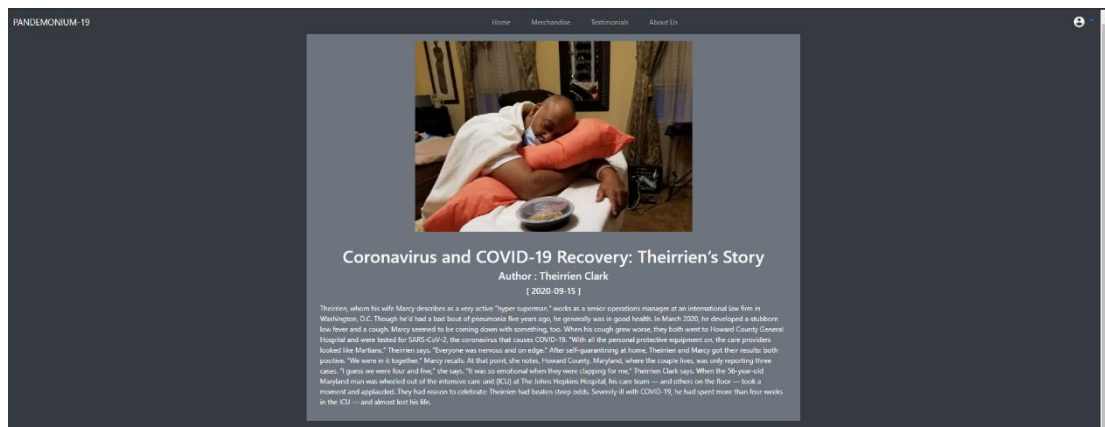 PANDEMONIUM-19
Home Merchandise Testimonials About Us
Coronavirus and COVID-19 Recovery: Theirrien's Story
Author : Theirrien Clark
[ 2020-09-15 ]
Theirrien, whom his wife Marcy describes as a very active "hyper superman," works as a senior operations manager at an international law firm in
Washington, D.C. Though he'd had a bad bout of pneumonia five years ago, he generally was in good health. In March 2020, he developed a stubborn
low fever and a cough. Marcy seemed to be coming down with something, too. When his cough grew worse, they both went to Howard County General
Hospital and were tested for SARS-CoV-2, the coronavirus that causes COVID-19. "With all the personal protective equipment on, the care providers
looked like Martians," Theirrien says. "Everyone was nervous and on edge." After self-quarantining at home, Theirrien and Marcy got their results: both
positive. "We were in it together," Marcy recalls. At that point, she notes, Howard County, Maryland, where the couple lives, was only reporting three
cases. "I guess we were four and five," she says. "It was so emotional when they were clapping for me," Theirrien Clark says. When the 56-year-old
Maryland man was wheeled out of the intensive care unit (ICU) at The Johns Hopkins Hospital, his care team — and others on the floor — took a
moment and applauded. They had reason to celebrate: Theirrien had beaten steep odds. Severely ill with COVID-19, he had spent more than four weeks
in the ICU — and almost lost his life.